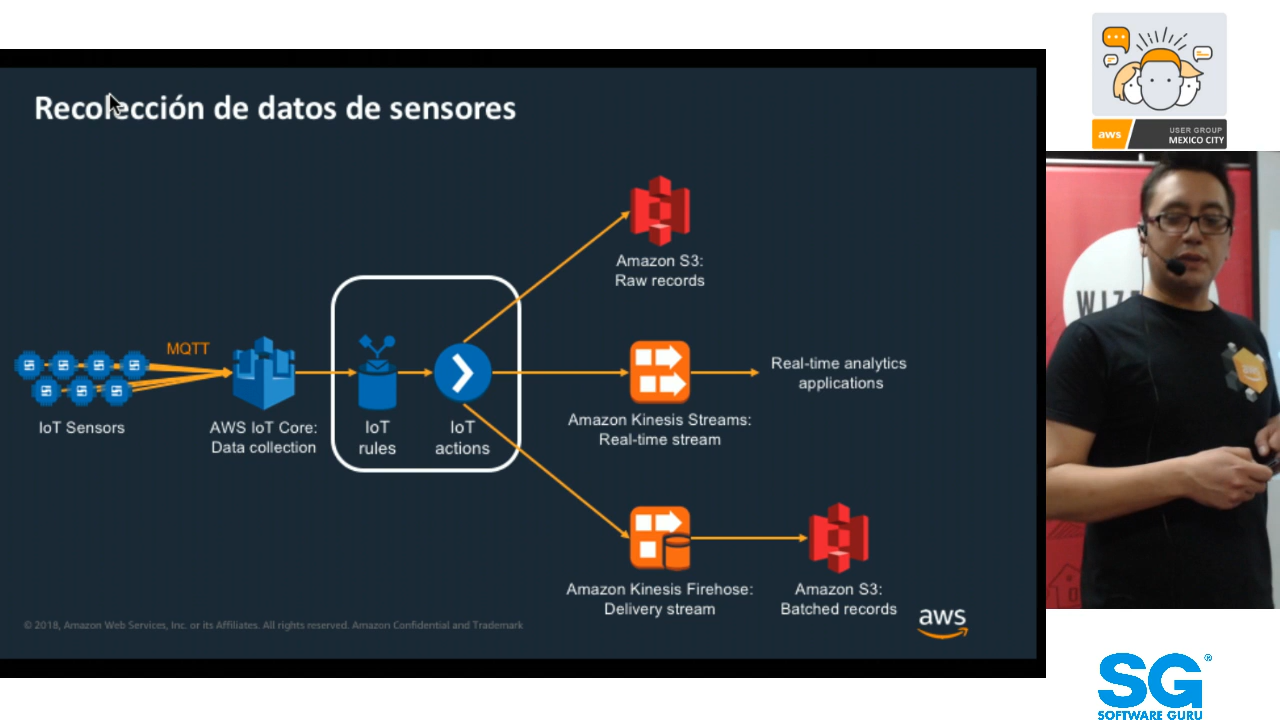 Recolección de datos de sensores
MQTT
IoT Sensors
AWS IoT Core:
Data collection
IoT
rules
IoT
actions
Amazon S3:
Raw records
Amazon Kinesis Streams:
Real-time stream
Real-time analytics
applications
Amazon Kinesis Firehose:
Delivery stream
Amazon S3:
Batched records
© 2018, Amazon Web Services, Inc. or its Affiliates. All rights reserved. Amazon Confidential and Trademark
aws
aws
USER GROUP
MEXICO CITY
aws
SG®
SOFTWARE GURU